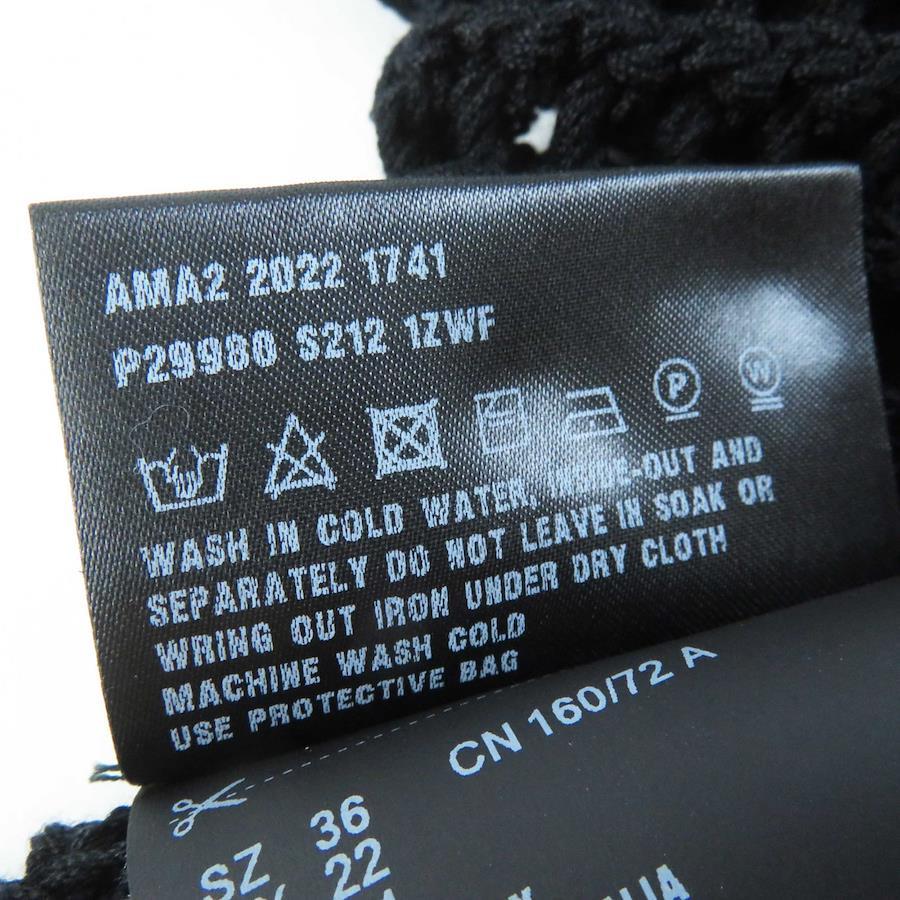 AMA2 2022 1741
P29980 S212 1ZWF
P W
WASH IN COLD WATER, INSIDE-OUT AND
SEPARATELY DO NOT LEAVE IN SOAK OR
WRING OUT IRON UNDER DRY CLOTH
MACHINE WASH COLD
USE PROTECTIVE BAG
CN 160/72 A
SZ 36
22